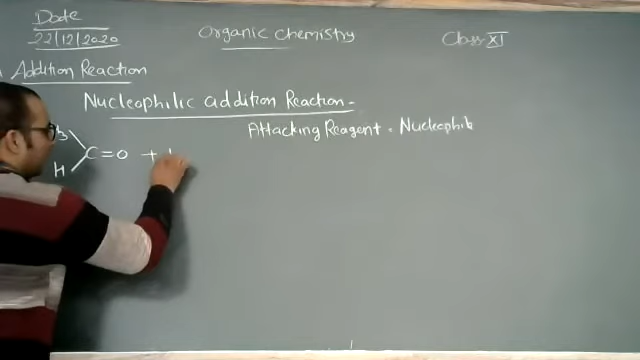 Date
22/12/2020
Organic Chemistry
Class XI
Addition Reaction
Nucleophilic addition Reaction -
Attacking Reagent - Nucleophile
C=O +
H